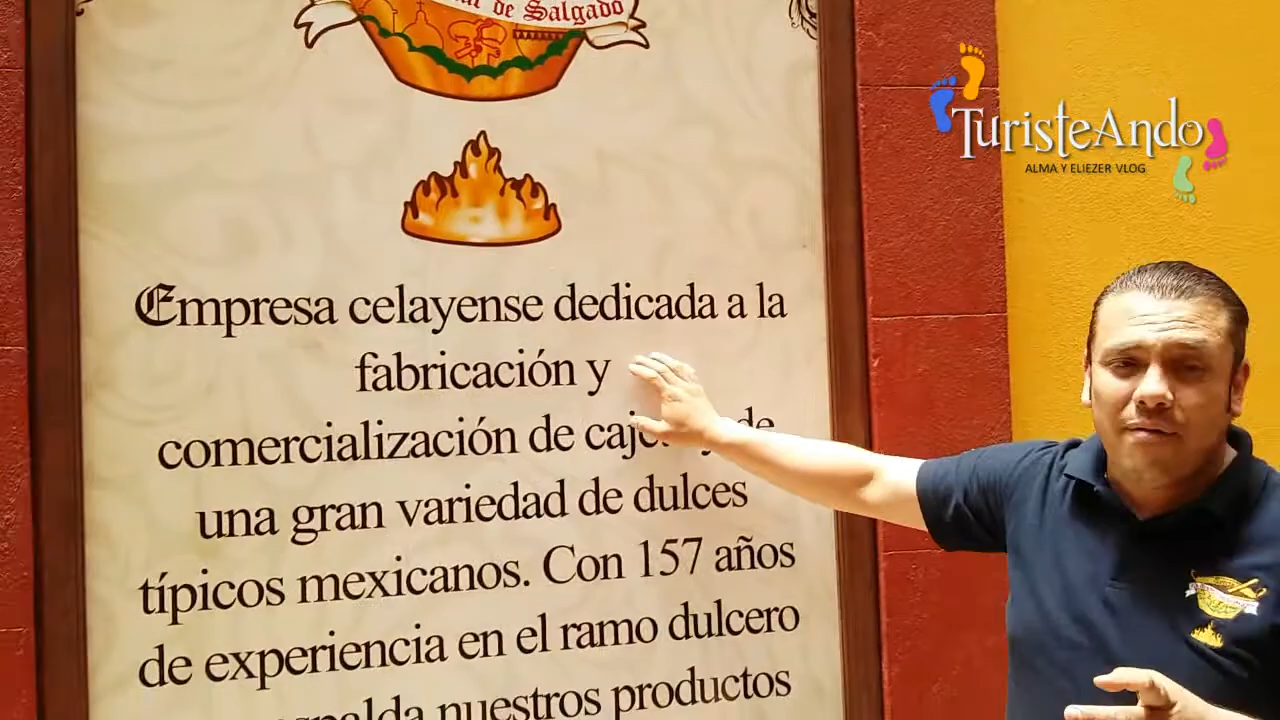 de Salgado
TuristeAndo
ALMA Y ELIEZER VLOG
Empresa celayense dedicada a la
fabricación y
comercialización de
una gran variedad de dulces
típicos mexicanos. Con 157 años
de experiencia en el ramo dulcero
nuestros productos